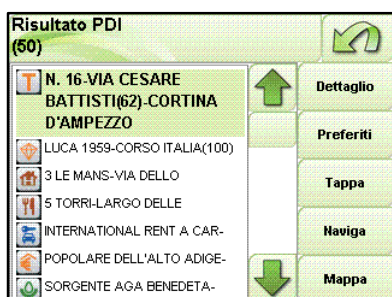 Risultato PDI
(50)
N. 16-VIA CESARE
BATTISTI(62)-CORTINA
D'AMPEZZO
LUCA 1959-CORSO ITALIA(100)
3 LE MANS-VIA DELLO
5 TORRI-LARGO DELLE
INTERNATIONAL RENT A CAR-
POPOLARE DELL'ALTO ADIGE-
SORGENTE AGA BENEDETA-
Dettaglio
Preferiti
Tappa
Naviga
Mappa